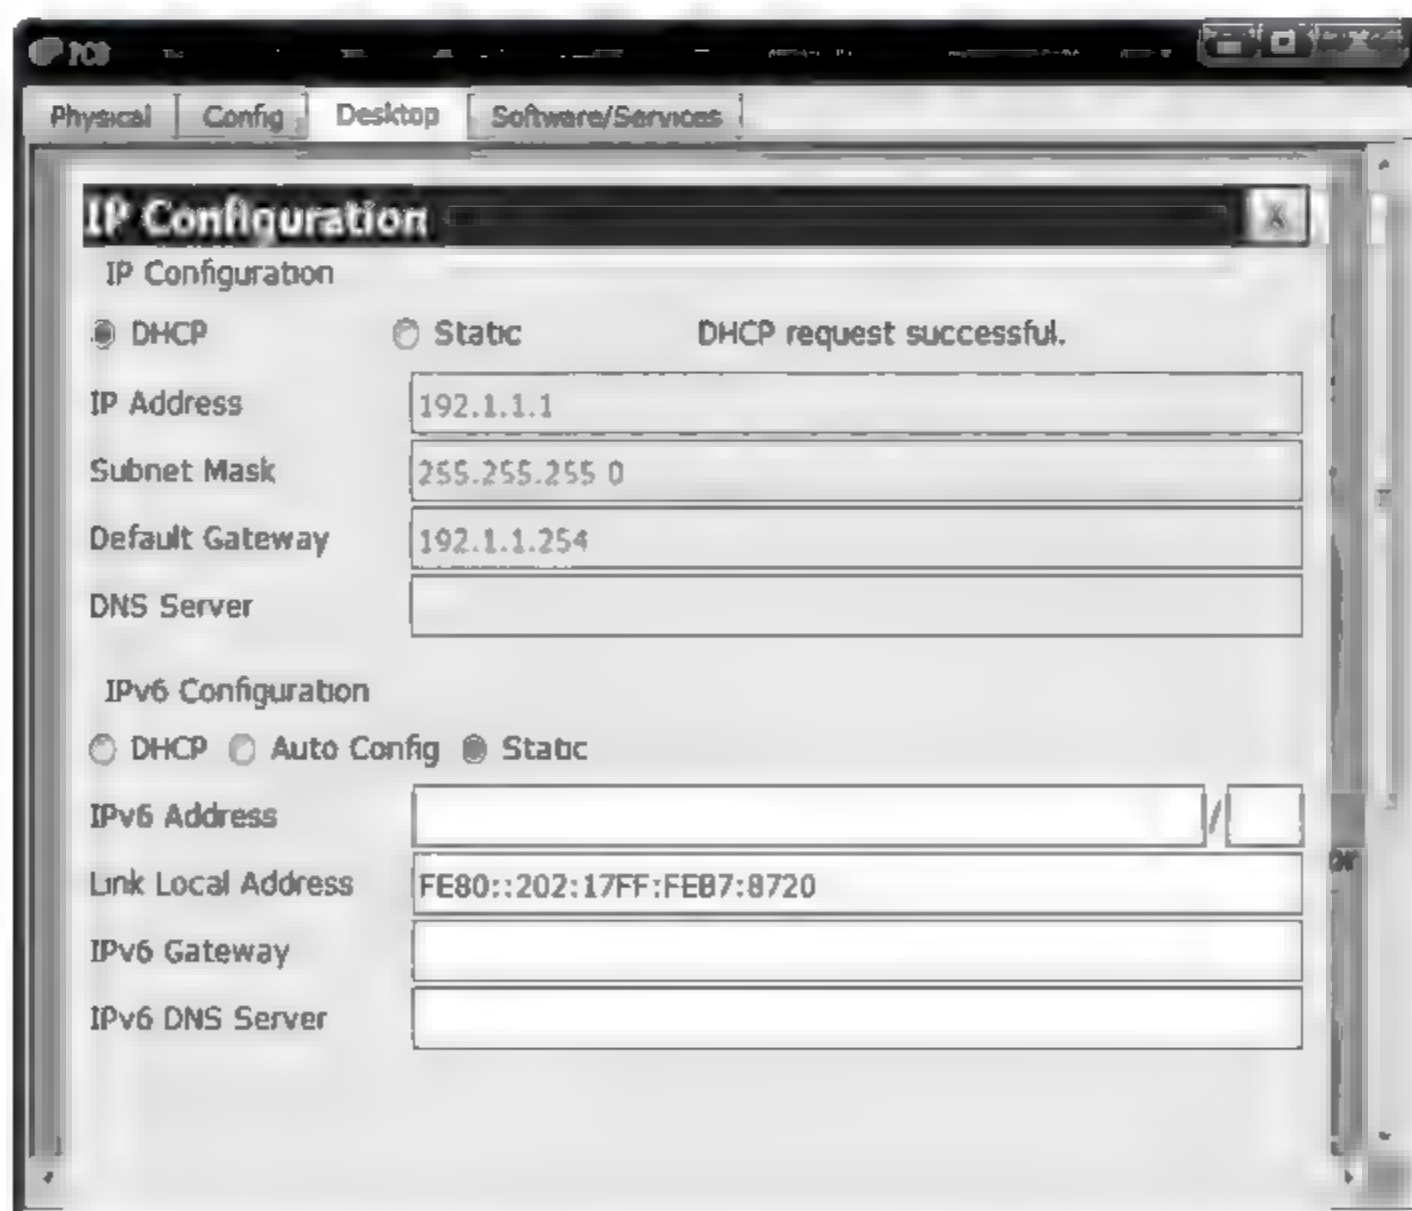 PC0
Physical Config Desktop Software/Services
IP Configuration X
IP Configuration
DHCP Static DHCP request successful.
IP Address 192.1.1.1
Subnet Mask 255.255.255 0
Default Gateway 192.1.1.254
DNS Server
IPv6 Configuration
DHCP Auto Config Static
IPv6 Address /
Link Local Address FE80::202:17FF:FEB7:8720
IPv6 Gateway
IPv6 DNS Server